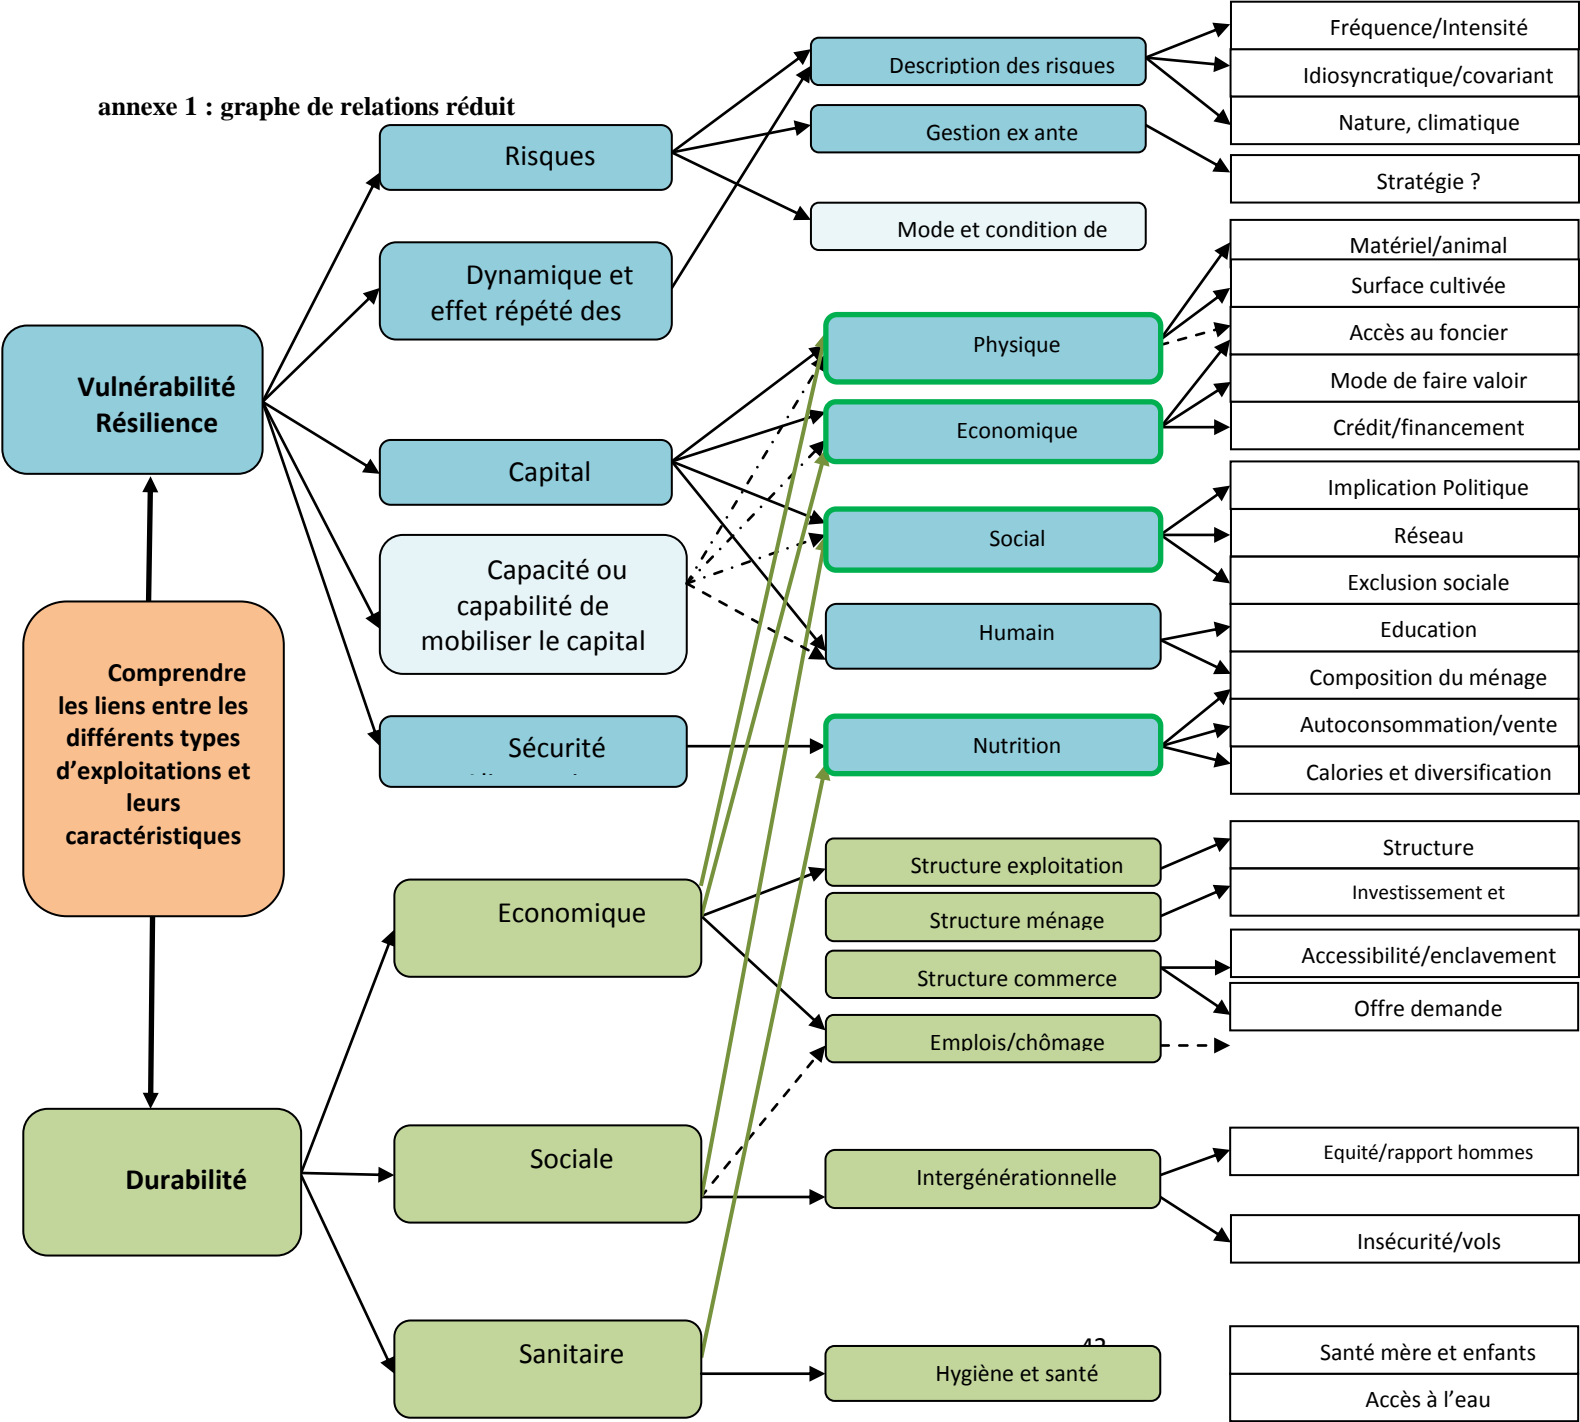 annexe 1 : graphe de relations réduit
Vulnérabilité
Résilience
Comprendre
les liens entre les
différents types
d’exploitations et
leurs
caractéristiques
Durabilité
Risques
Dynamique et
effet répété des
Capital
Capacité ou
capabilité de
mobiliser le capital
Sécurité
Economique
Sociale
Sanitaire
Description des risques
Gestion ex ante
Mode et condition de
Physique
Economique
Social
Humain
Nutrition
Structure exploitation
Structure ménage
Structure commerce
Emplois/chômage
Intergénérationnelle
Hygiène et santé
Fréquence/Intensité
Idiosyncratique/covariant
Nature, climatique
Stratégie ?
Matériel/animal
Surface cultivée
Accès au foncier
Mode de faire valoir
Crédit/financement
Implication Politique
Réseau
Exclusion sociale
Education
Composition du ménage
Autoconsommation/vente
Calories et diversification
Structure
Investissement et
Accessibilité/enclavement
Offre demande
Equité/rapport hommes
Insécurité/vols
Santé mère et enfants
Accès à l’eau